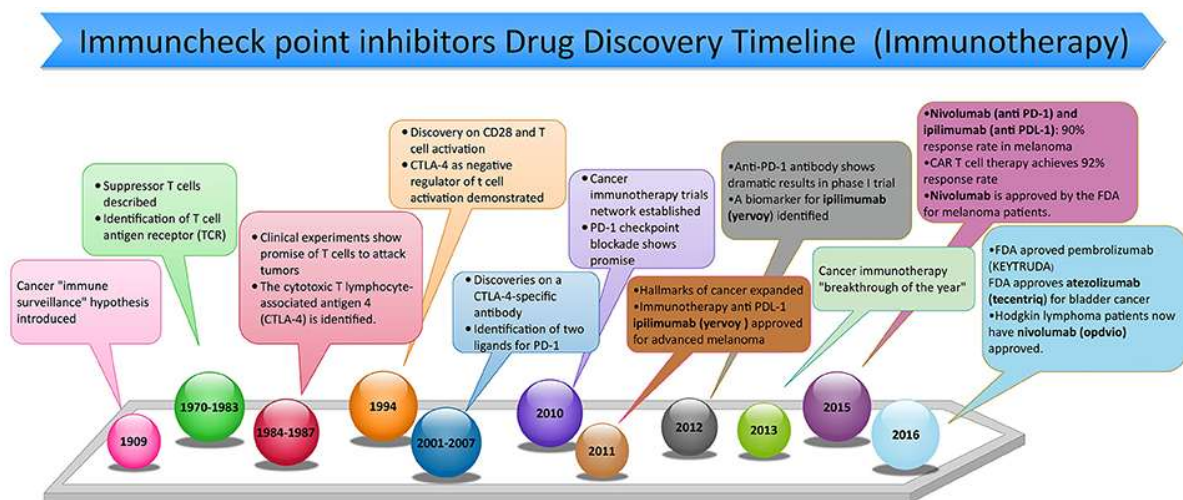 Immuncheck point inhibitors Drug Discovery Timeline (Immunotherapy)
Cancer "immune
surveillance" hypothesis
introduced
• Suppressor T cells
described
• Identification of T cell
antigen receptor (TCR)
• Clinical experiments show
promise of T cells to attack
tumors
• The cytotoxic T lymphocyte-
associated antigen 4
(CTLA-4) is identified.
• Discovery on CD28 and T
cell activation
• CTLA-4 as negative
regulator of t cell
activation demonstrated
• Discoveries on a
CTLA-4-specific
antibody
• Identification of two
ligands for PD-1
• Cancer
immunotherapy trials
network established
• PD-1 checkpoint
blockade shows
promise
• Hallmarks of cancer expanded
• Immunotherapy anti PDL-1
ipilimumab (yervoy ) approved
for advanced melanoma
• Anti-PD-1 antibody shows
dramatic results in phase I trial
• A biomarker for ipilimumab
(yervoy) identified
Cancer immunotherapy
"breakthrough of the year"
• Nivolumab (anti PD-1) and
ipilimumab (anti PDL-1): 90%
response rate in melanoma
• CAR T cell therapy achieves 92%
response rate
• Nivolumab is approved by the FDA
for melanoma patients.
• FDA aproved pembrolizumab
(KEYTRUDA)
FDA approves atezolizumab
(tecentriq) for bladder cancer
• Hodgkin lymphoma patients now
have nivolumab (opdvio)
approved.
1909
1970-1983
1984-1987
1994
2001-2007
2010
2011
2012
2013
2015
2016